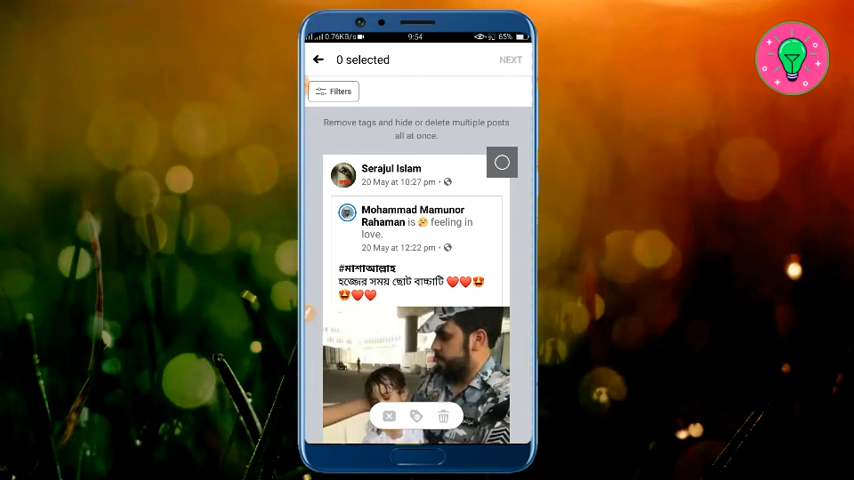 0.76KB/s
9:54
65%
0 selected
NEXT
Filters
Remove tags and hide or delete multiple posts
all at once.
Serajul Islam
20 May at 10:27 pm •
Mohammad Mamunor
Rahaman is 🥰 feeling in
love.
20 May at 12:22 pm •
#মাশাআল্লাহ
হজ্জের সময় ছোট বাচ্চাটি ❤️❤️🤩
🤩❤️❤️